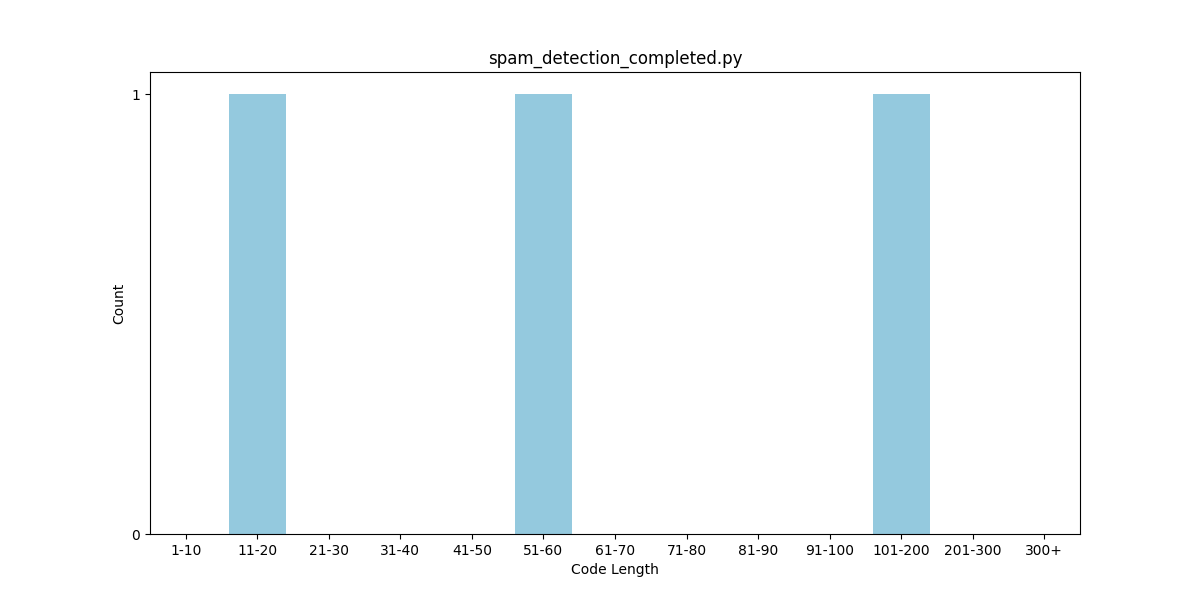 spam_detection_completed.py
1
Count
0
1-10 11-20 21-30 31-40 41-50 51-60 61-70 71-80 81-90 91-100 101-200 201-300 300+
Code Length